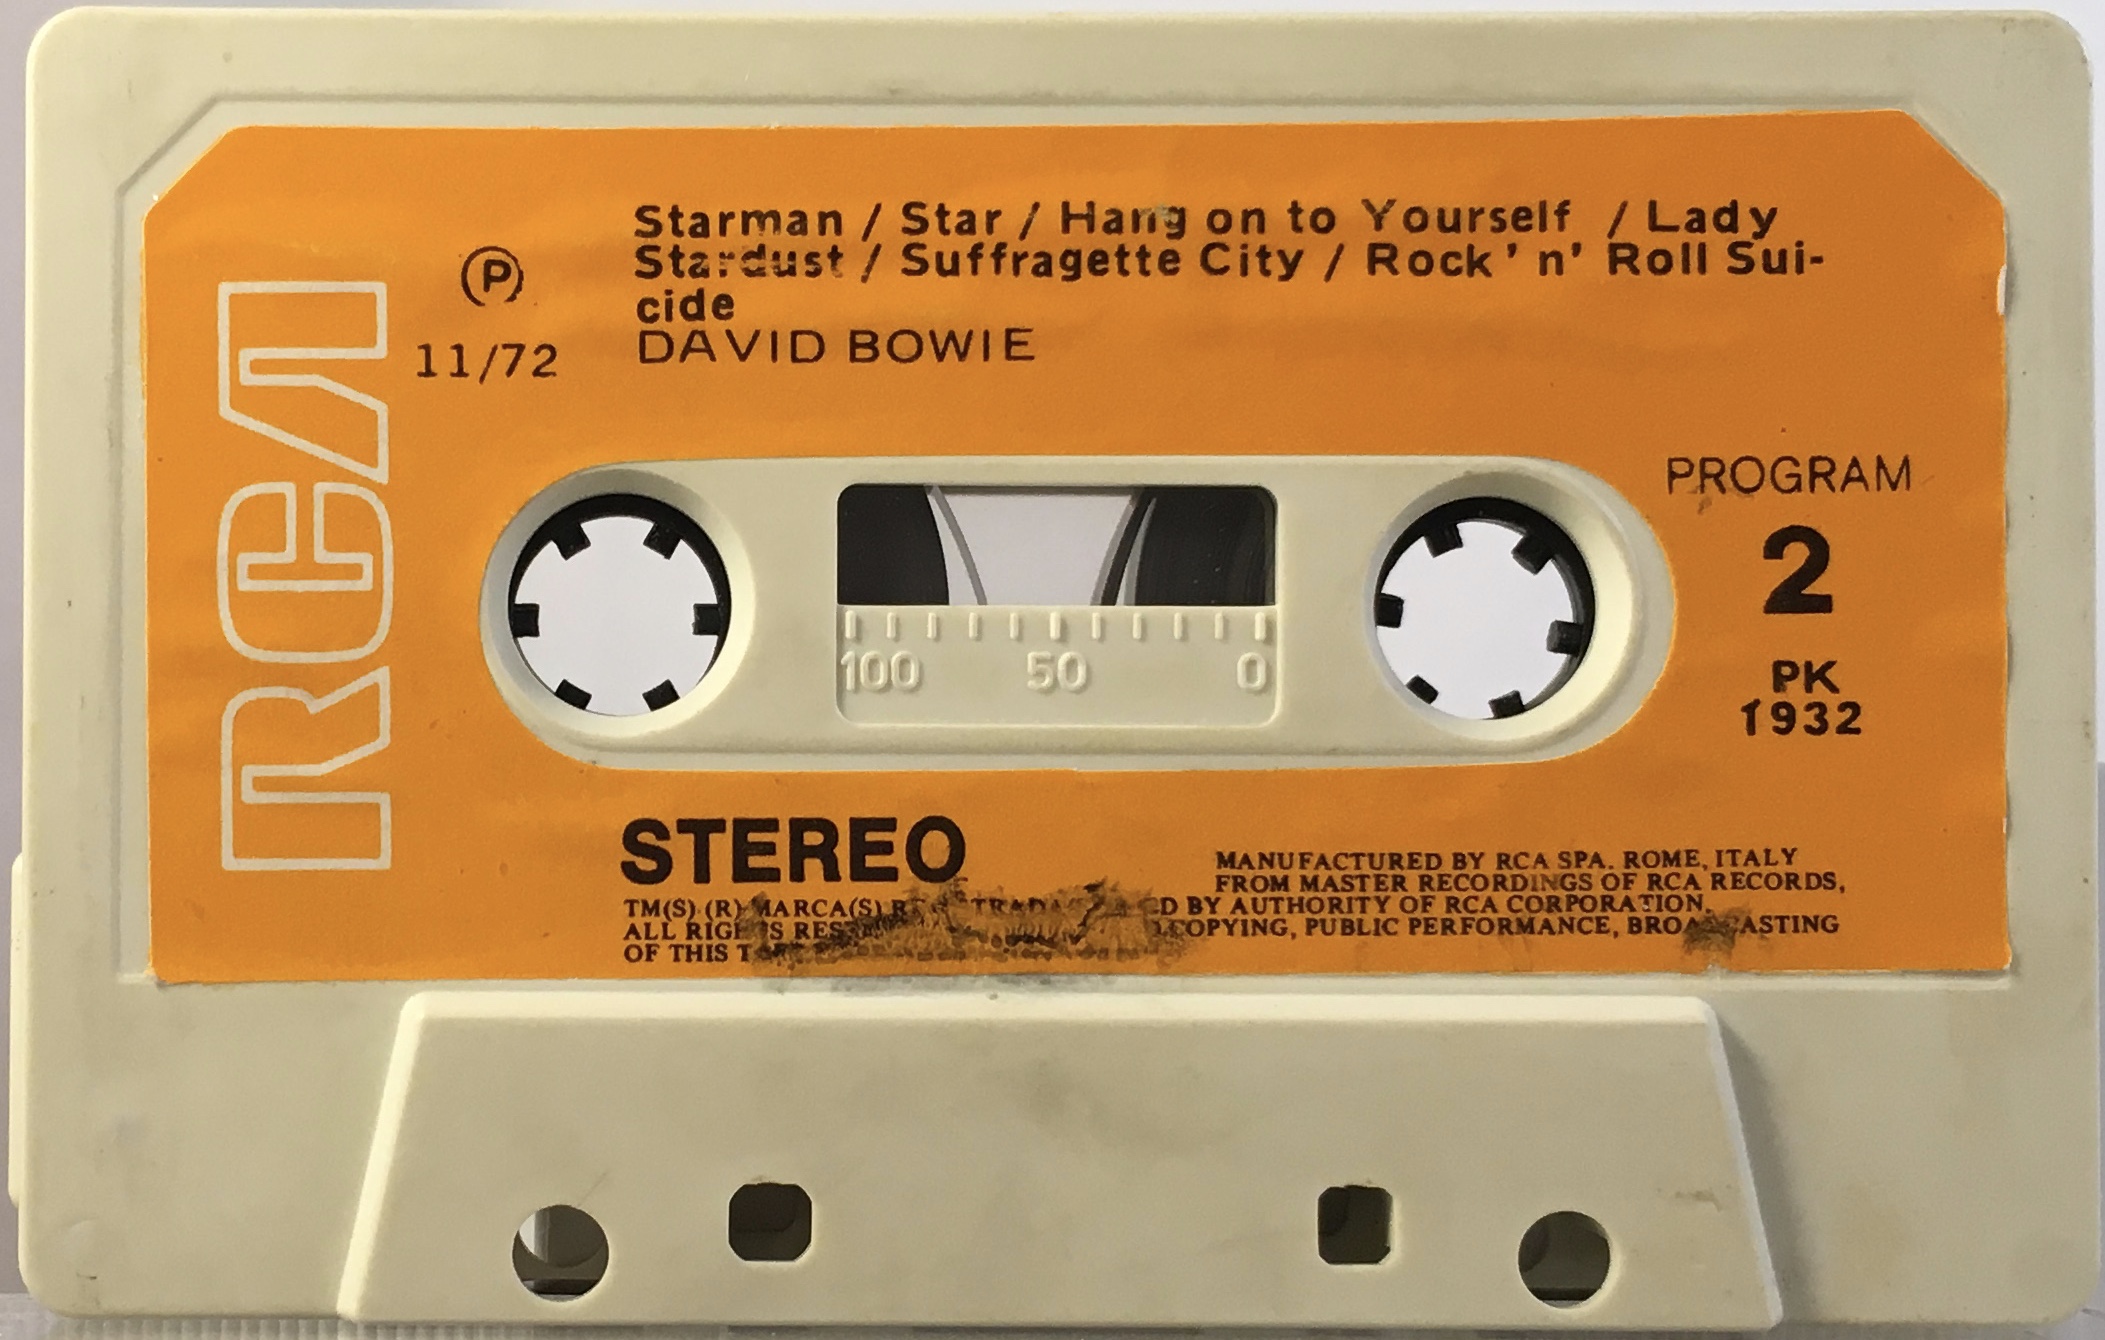 Starman / Star / Hang on to Yourself / Lady
Stardust / Suffragette City / Rock'n' Roll Sui-
cide
DAVID BOWIE
Ⓟ
11/72
RCA
PROGRAM
2
PK
1932
100 50 0
STEREO
MANUFACTURED BY RCA SPA. ROME, ITALY
FROM MASTER RECORDINGS OF RCA RECORDS,
TM(S) (R) MARCA(S) BY AUTHORITY OF RCA CORPORATION.
ALL RIGHTS COPYING, PUBLIC PERFORMANCE, BROADCASTING
OF THIS